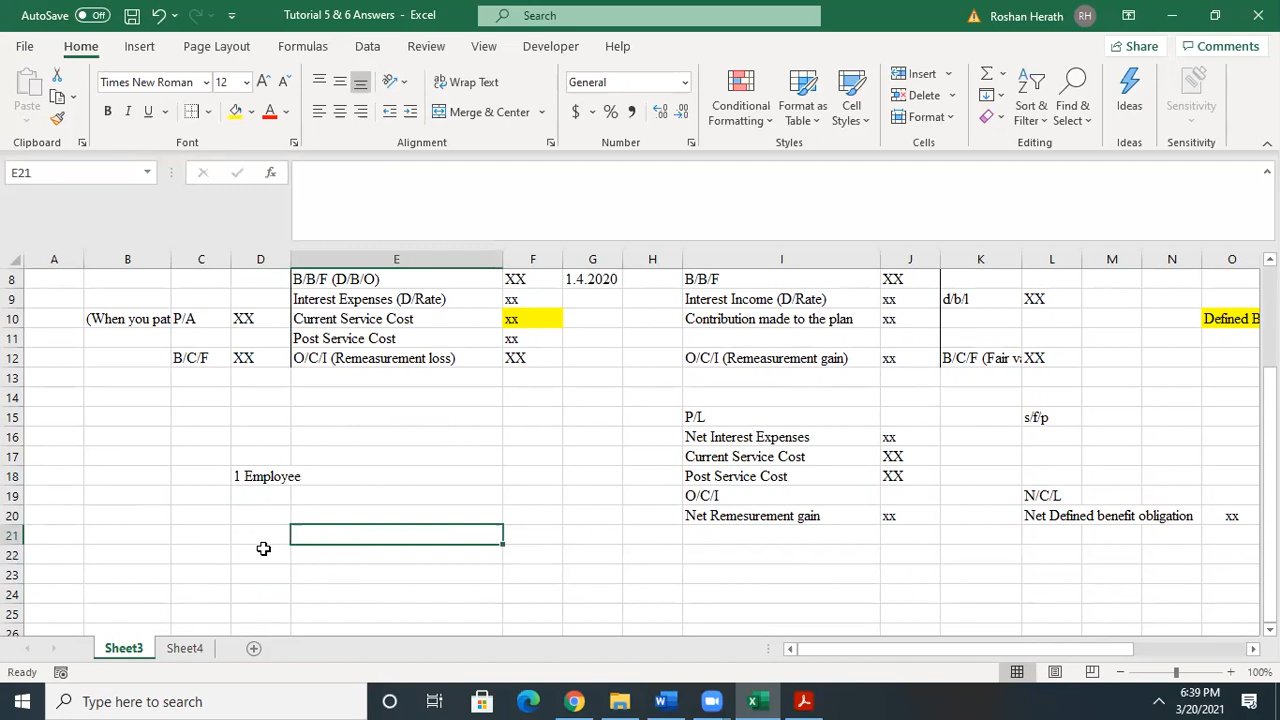 AutoSave Off Tutorial 5 & 6 Answers - Excel Search Roshan Herath RH
File Home Insert Page Layout Formulas Data Review View Developer Help Share Comments
Paste Times New Roman 12 Wrap Text General Conditional Formatting Format as Table Cell Styles Insert Sort & Filter Find & Select Ideas Sensitivity
B I U A Merge & Center $ % Delete
Format
Clipboard Font Alignment Number Styles Cells Editing Ideas Sensitivity
E21 fx
A B C D E F G H I J K L M N O
8 B/B/F (D/B/O) XX 1.4.2020 B/B/F XX
9 Interest Expenses (D/Rate) xx Interest Income (D/Rate) xx d/b/l XX
10 (When you pat P/A XX Current Service Cost xx Contribution made to the plan xx Defined B
11 Post Service Cost xx
12 B/C/F XX O/C/I (Remeasurement loss) XX O/C/I (Remeasurement gain) xx B/C/F (Fair v XX
13
14
15 P/L s/f/p
16 Net Interest Expenses xx
17 Current Service Cost XX
18 1 Employee Post Service Cost XX
19 O/C/I N/C/L
20 Net Remesurement gain xx Net Defined benefit obligation xx
21
22
23
24
25
26
Sheet3 Sheet4
Ready 100%
Type here to search 6:39 PM
3/20/2021